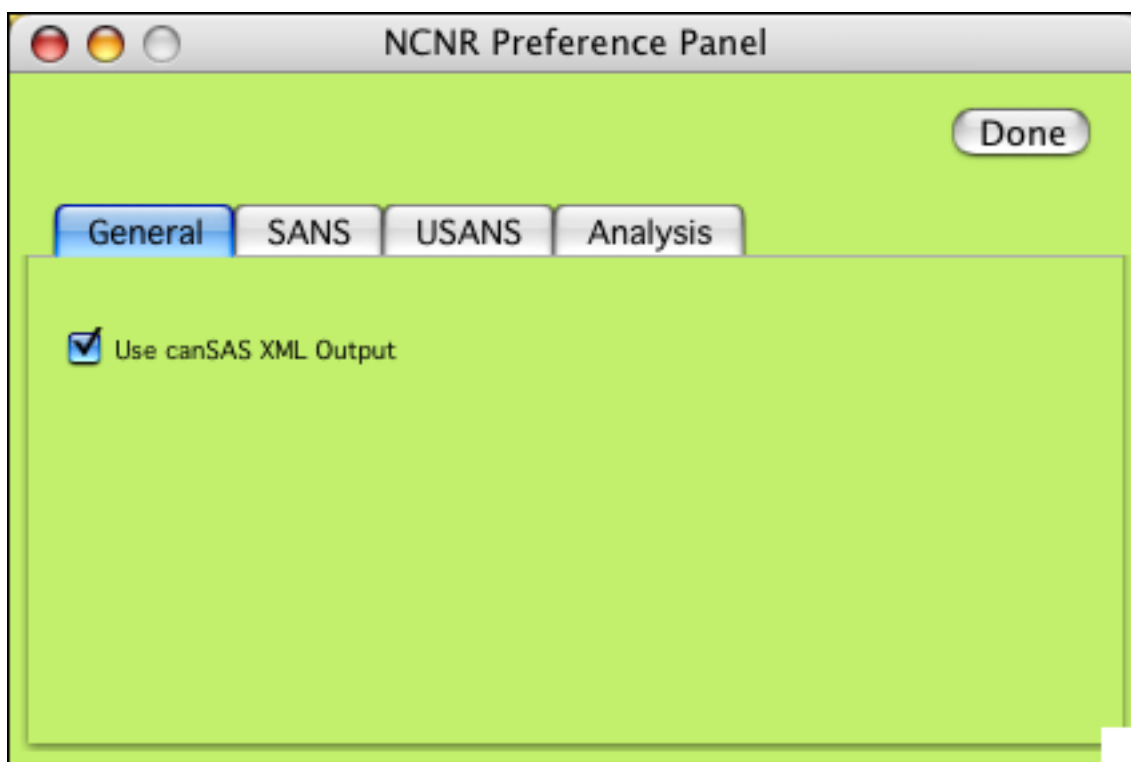 NCNR Preference Panel
Done
General SANS USANS Analysis
Use canSAS XML Output